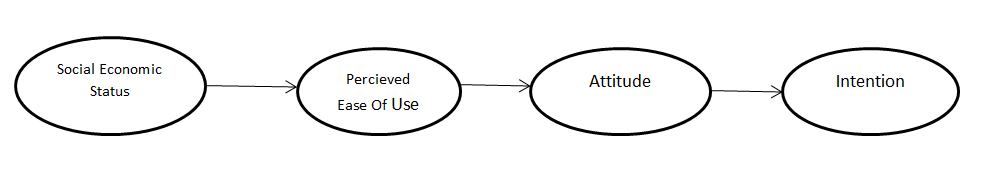 Social Economic
Status
Percieved
Ease Of Use
Attitude
Intention